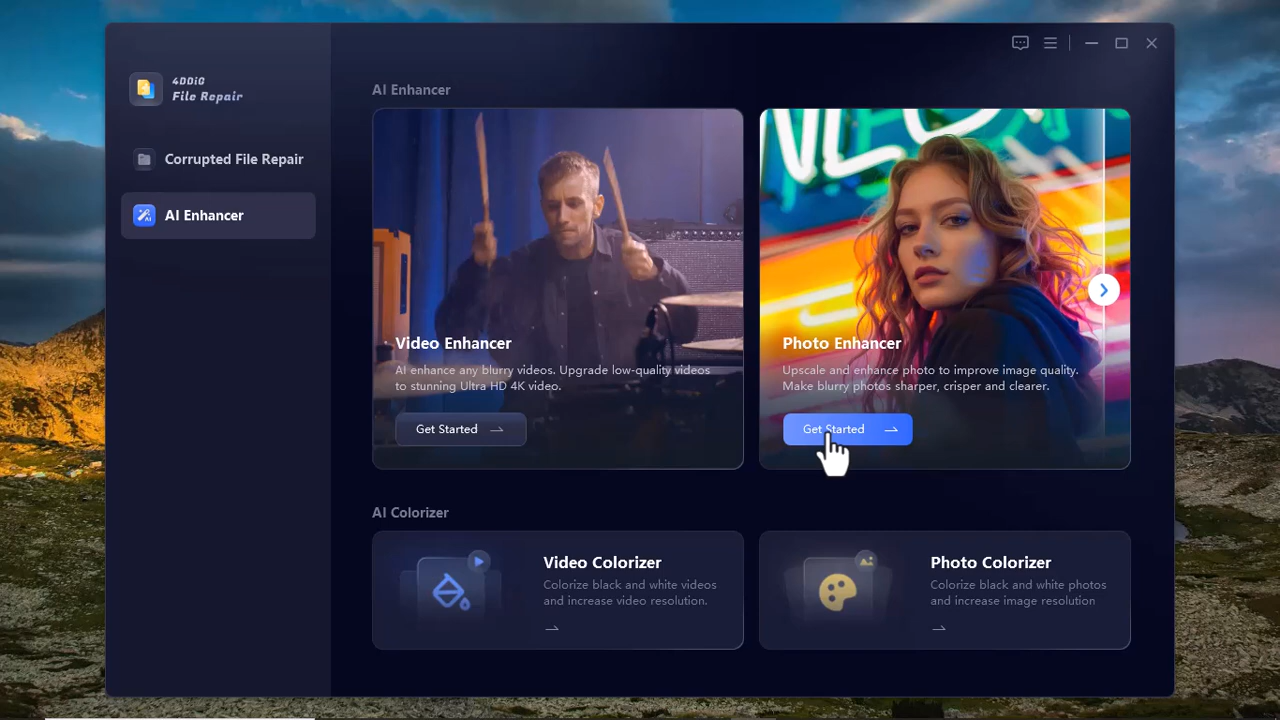 4DDiG
File Repair
Corrupted File Repair
AI Enhancer
AI Enhancer
Video Enhancer
AI enhance any blurry videos. Upgrade low-quality videos
to stunning Ultra HD 4K video.
Get Started
Photo Enhancer
Upscale and enhance photo to improve image quality.
Make blurry photos sharper, crisper and clearer.
Get Started
AI Colorizer
Video Colorizer
Colorize black and white videos
and increase video resolution.
Photo Colorizer
Colorize black and white photos
and increase image resolution